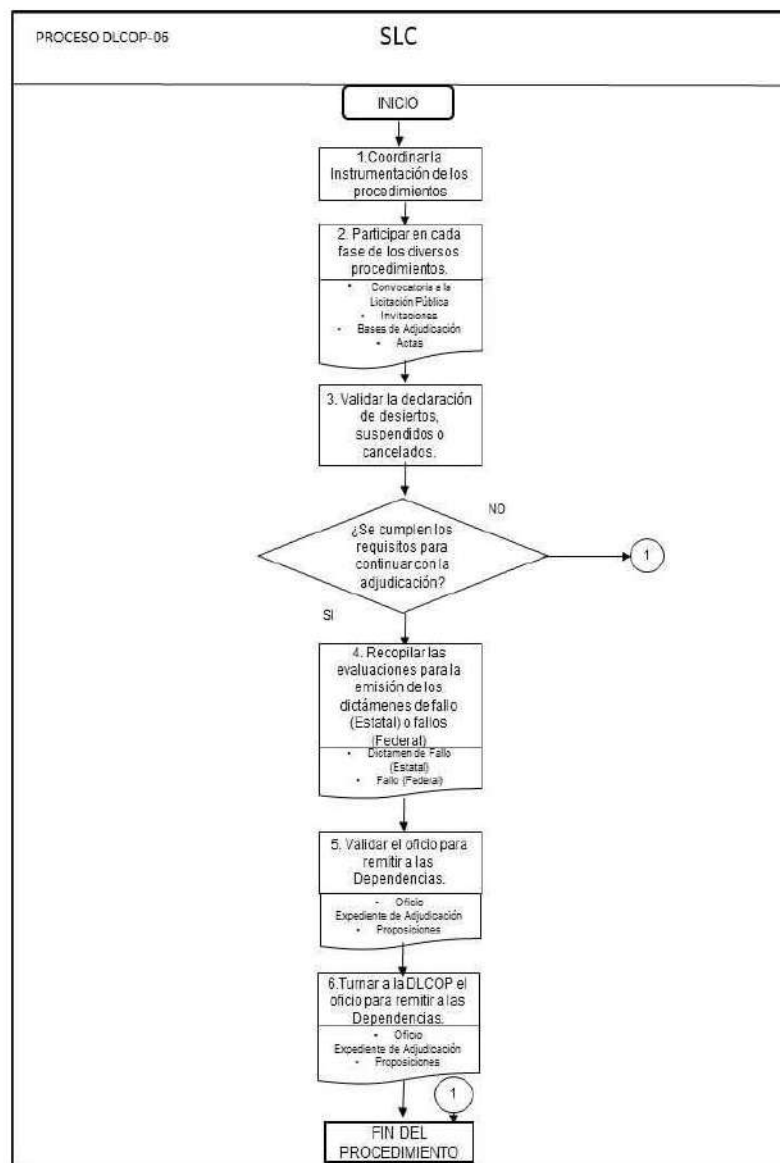 PROCESO DLCOP-06
SLC
INICIO
1.Coordinar la
Instrumentación de los
procedimientos
2. Participar en cada
fase de los diversos
procedimientos.
• Convocatoria a la
Licitación Pública
• Invitaciones
• Bases de Adjudicación
• Actas
3. Validar la declaración
de desiertos,
suspendidos o
cancelados.
¿Se cumplen los
requisitos para
continuar con la
adjudicación?
NO
1
SI
4. Recopilar las
evaluaciones para la
emisión de los
dictámenes de fallo
(Estatal) o fallos
(Federal)
• Dictamen de Fallo
(Estatal)
• Fallo (Federal)
5. Validar el oficio para
remitir a las
Dependencias.
• Oficio
Expediente de Adjudicación
• Proposiciones
6.Turnar a la DLCOP el
oficio para remitir a las
Dependencias.
• Oficio
Expediente de Adjudicación
• Proposiciones
1
FIN DEL
PROCEDIMIENTO